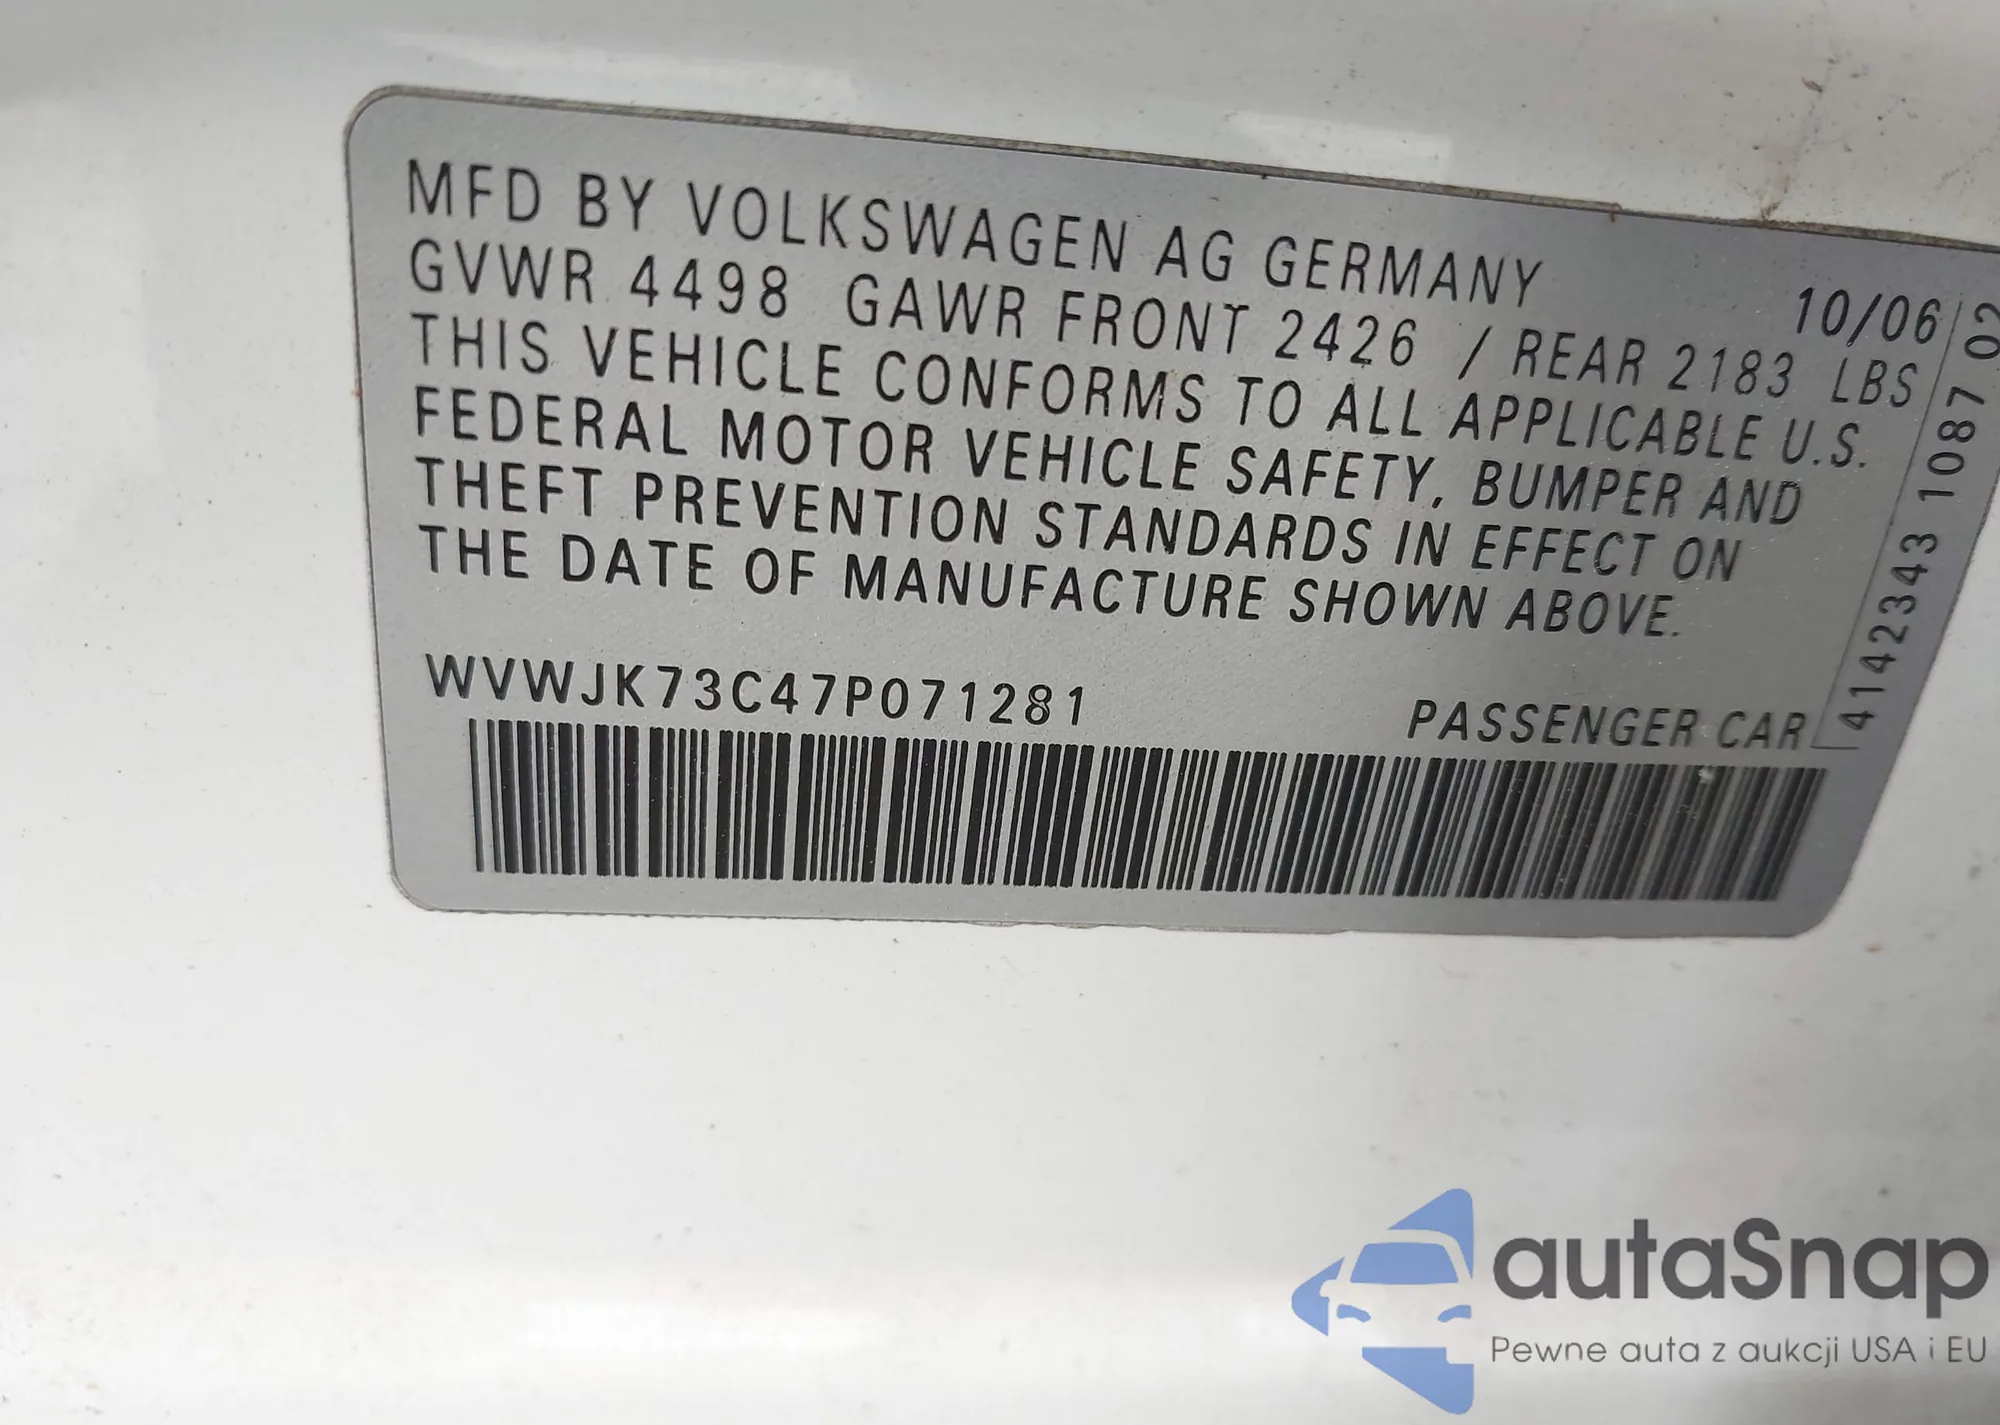 MFD BY VOLKSWAGEN AG GERMANY
10/06
GVWR 4498 GAWR FRONT 2426 / REAR 2183 LBS
THIS VEHICLE CONFORMS TO ALL APPLICABLE U.S.
FEDERAL MOTOR VEHICLE SAFETY, BUMPER AND
THEFT PREVENTION STANDARDS IN EFFECT ON
THE DATE OF MANUFACTURE SHOWN ABOVE.
WVWJK73C47P071281
PASSENGER CAR
4142343 1087 02
autaSnap
Pewne auta z aukcji USA i EU